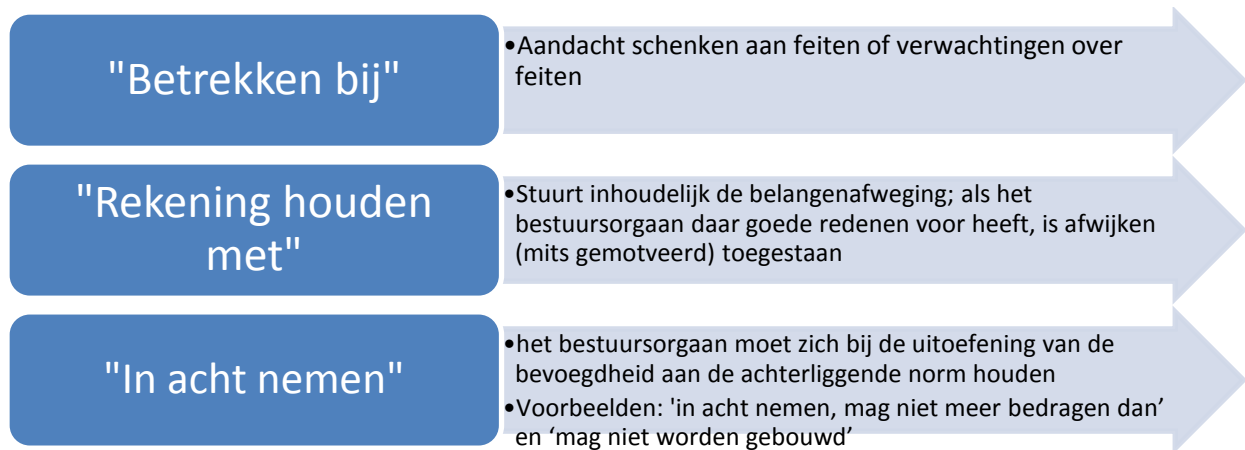 "Betrekken bij"
•Aandacht schenken aan feiten of verwachtingen over
feiten
"Rekening houden
met"
•Stuurt inhoudelijk de belangenafweging; als het
bestuursorgaan daar goede redenen voor heeft, is afwijken
(mits gemotveerd) toegestaan
"In acht nemen"
•het bestuursorgaan moet zich bij de uitoefening van de
bevoegdheid aan de achterliggende norm houden
•Voorbeelden: 'in acht nemen, mag niet meer bedragen dan’
en ‘mag niet worden gebouwd’